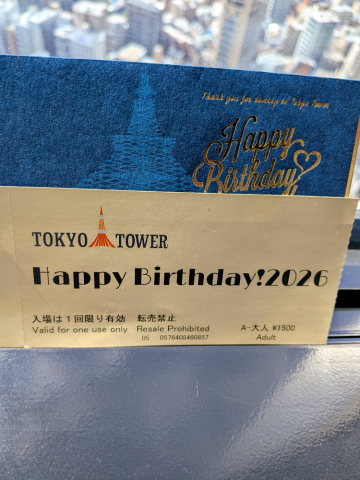 Thank you for coming to Tokyo Tower
Happy
Birthday
TOKYO TOWER
Happy Birthday!2026
入場は1回限り有効 転売禁止
Valid for one use only Resale Prohibited
A-大人 ¥1500
Adult
05 0576408460857